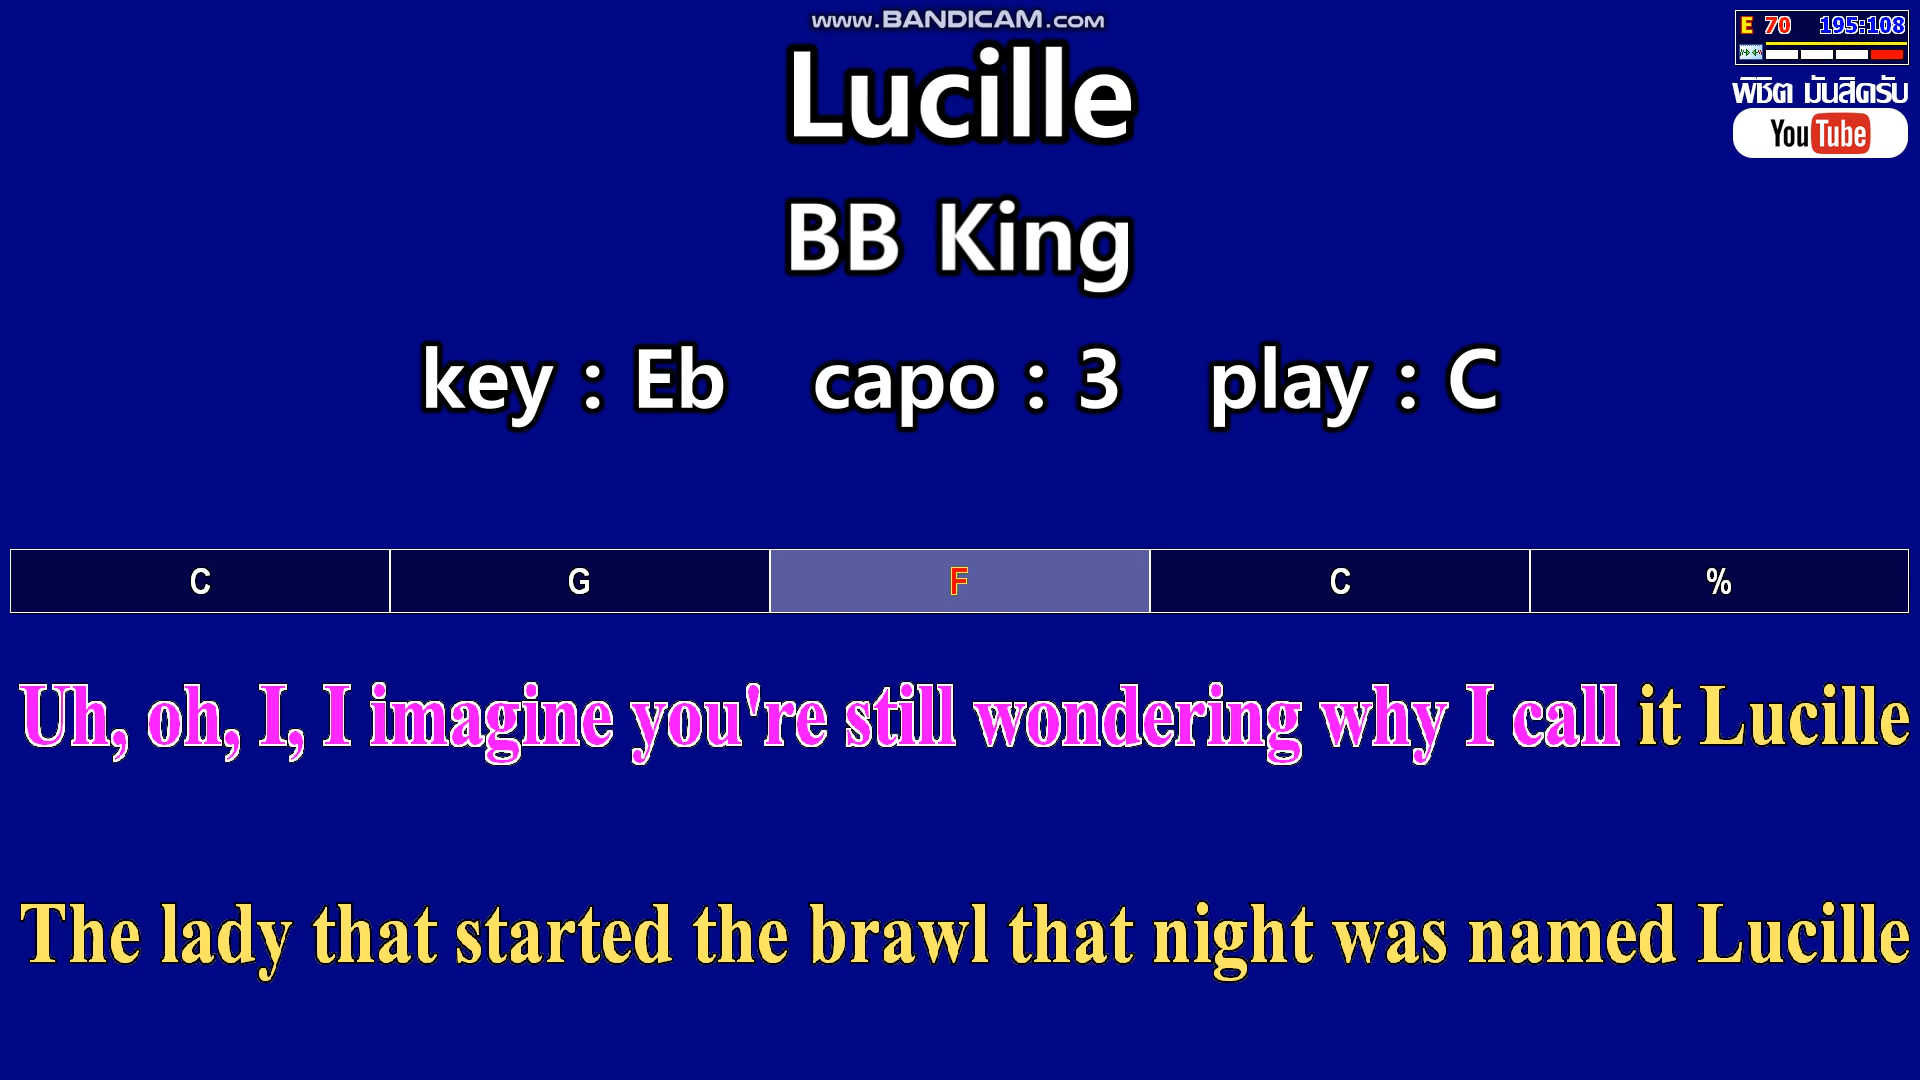 www.BANDICAM.com
E 70 195:108
พิชิต มันสิดรับ
YouTube
Lucille
BB King
key : Eb capo : 3 play : C
C G F C %
Uh, oh, I, I imagine you're still wondering why I call it Lucille
The lady that started the brawl that night was named Lucille